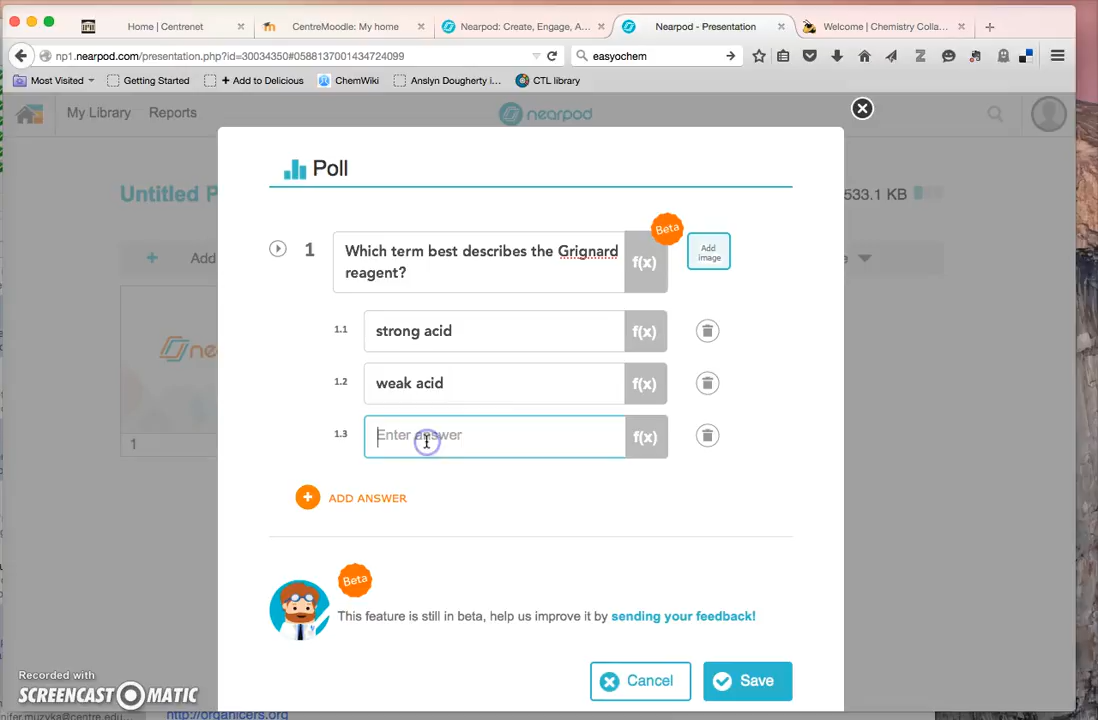 Home | Centrenet
CentreMoodle: My home
Nearpod: Create, Engage, A...
Nearpod - Presentation
Welcome | Chemistry Colla...
np1.nearpod.com/presentation.php?id=30034350#0588137001434724099
easyochem
Most Visited
Getting Started
+ Add to Delicious
ChemWiki
Anslyn Dougherty i...
CTL library
My Library
Reports
nearpod
Untitled P
533.1 KB
Add
1
Poll
1
Which term best describes the Grignard
reagent?
f(x)
Beta
Add
image
1.1
strong acid
f(x)
1.2
weak acid
f(x)
1.3
Enter answer
f(x)
+ ADD ANSWER
Beta
This feature is still in beta, help us improve it by sending your feedback!
Cancel
Save
Recorded with
SCREENCAST MATIC
nifer.muzyka@centre.edu...
http://organicers.org